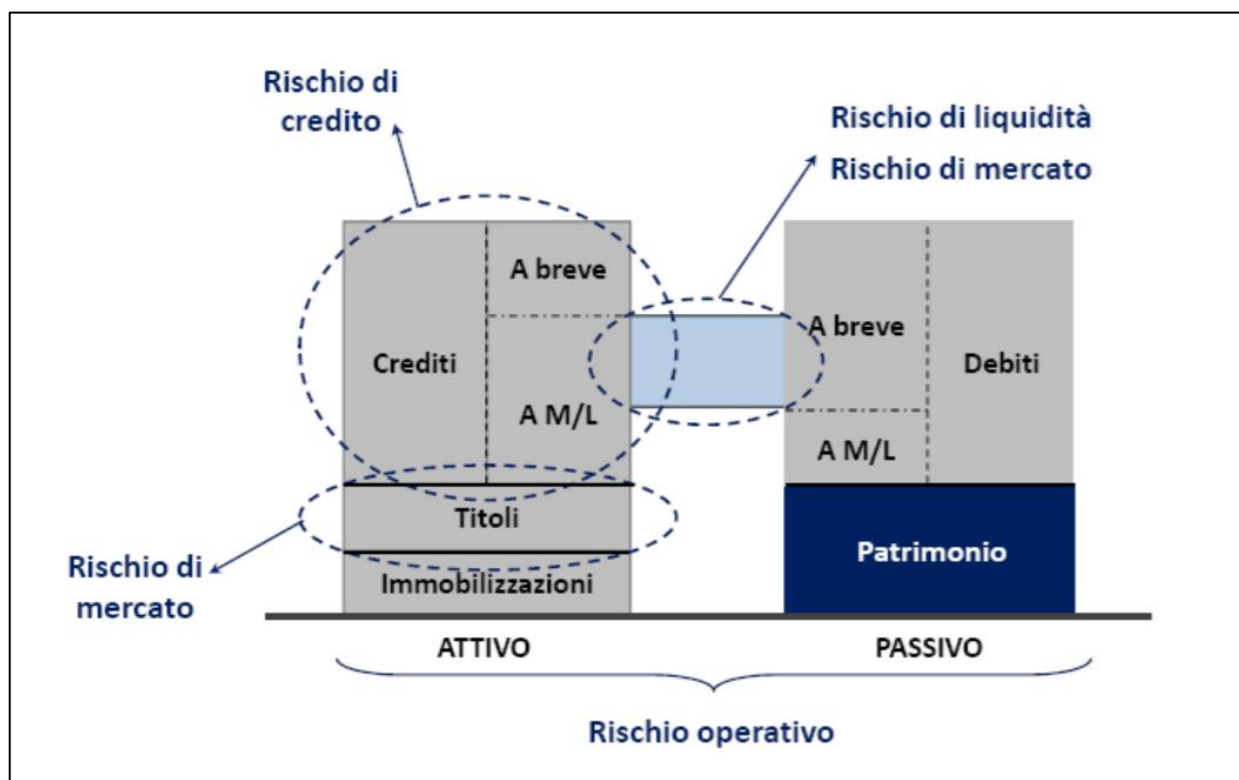 Rischio di
credito
Rischio di liquidità
Rischio di mercato
A breve
Crediti
A M/L
A breve
Debiti
A M/L
Titoli
Patrimonio
Immobilizzazioni
Rischio di
mercato
ATTIVO
PASSIVO
Rischio operativo